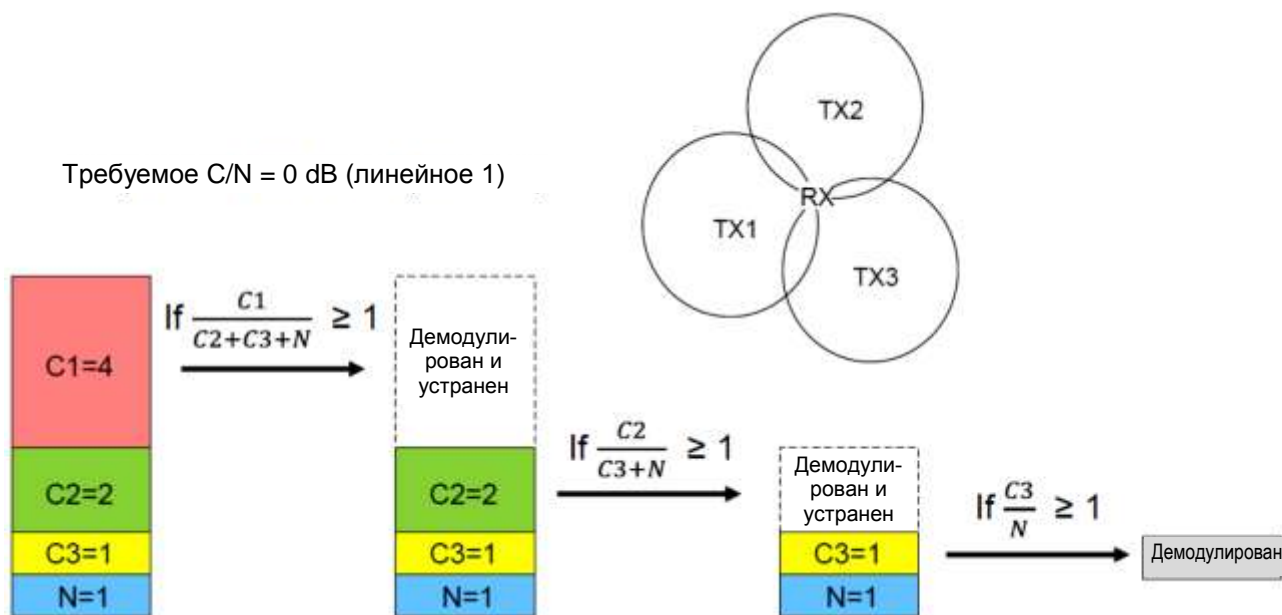 TX2
Требуемое C/N = 0 dB (линейное 1)
RX
TX1
TX3
If C1/(C2+C3+N) ≥ 1
C1=4
Демодули-
рован и
устранен
If C2/(C3+N) ≥ 1
C2=2
C2=2
Демодули-
рован и
устранен
If C3/N ≥ 1
C3=1
C3=1
C3=1
Демодулирован
N=1
N=1
N=1